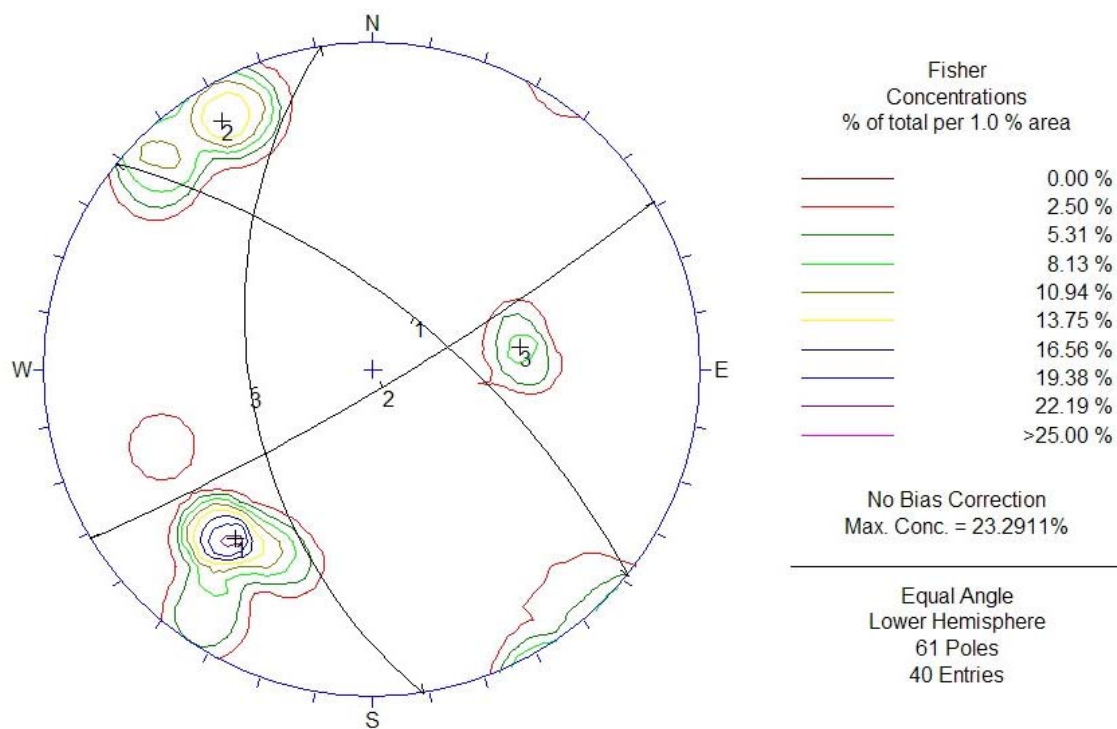 N
W
E
S
1
2
3
1
2
3
Fisher
Concentrations
% of total per 1.0 % area
0.00 %
2.50 %
5.31 %
8.13 %
10.94 %
13.75 %
16.56 %
19.38 %
22.19 %
>25.00 %
No Bias Correction
Max. Conc. = 23.2911%
Equal Angle
Lower Hemisphere
61 Poles
40 Entries